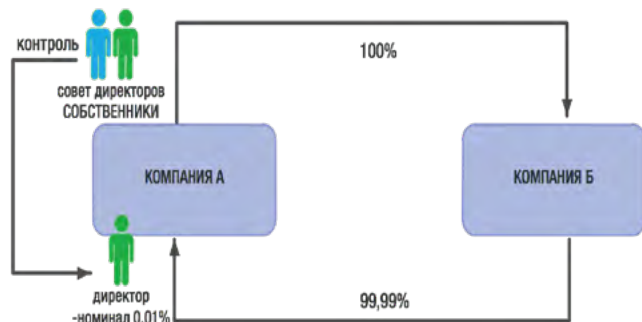 контроль
100%
совет директоров
СОБСТВЕННИКИ
КОМПАНИЯ А
КОМПАНИЯ Б
директор
-номинал 0,01%
99,99%